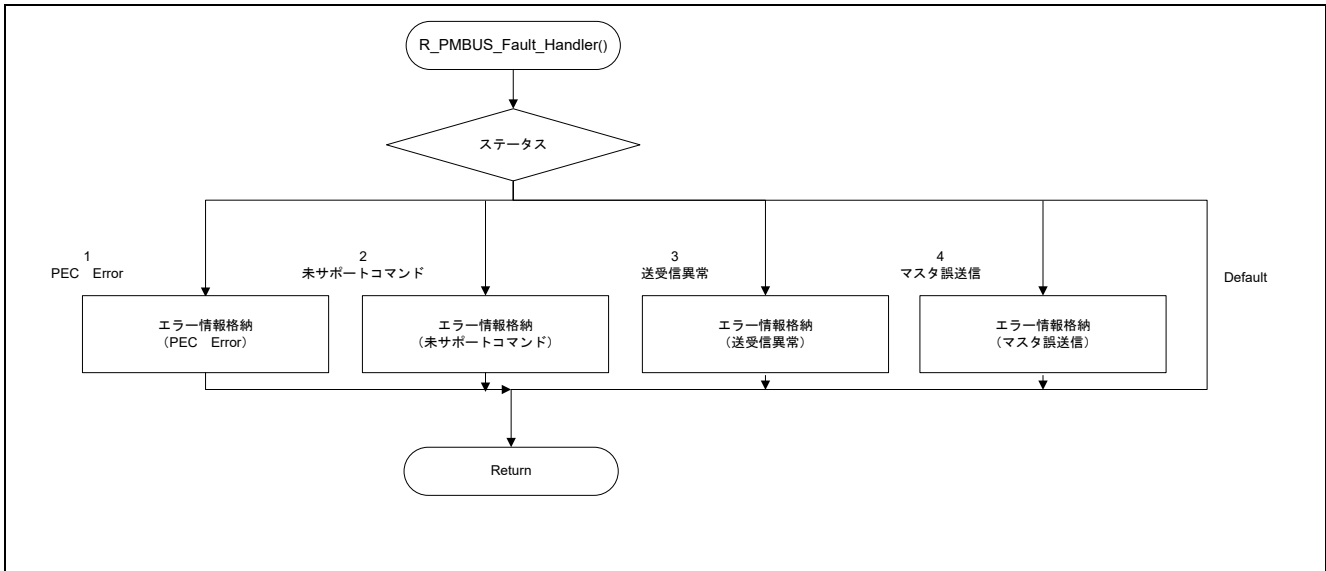 R_PMBUS_Fault_Handler()
ステータス
1
PEC　Error
2
未サポートコマンド
3
送受信異常
4
マスタ誤送信
Default
エラー情報格納
（PEC　Error）
エラー情報格納
（未サポートコマンド）
エラー情報格納
（送受信異常）
エラー情報格納
（マスタ誤送信）
Return